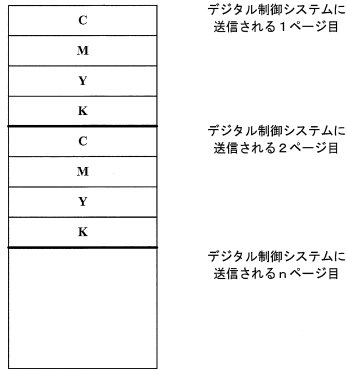 デジタル制御システムに
送信される1ページ目
C
M
Y
K
デジタル制御システムに
送信される2ページ目
C
M
Y
K
デジタル制御システムに
送信されるnページ目